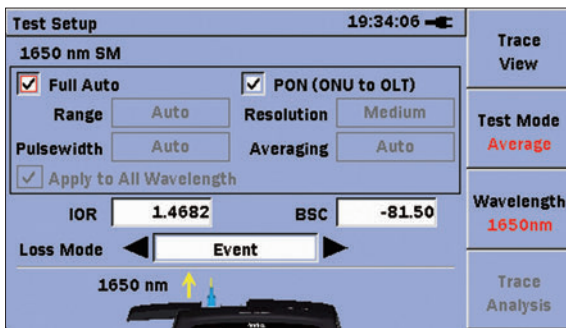 Test Setup 19:34:06
1650 nm SM
Full Auto PON (ONU to OLT)
Range Auto Resolution Medium
Pulsewidth Auto Averaging Auto
Apply to All Wavelength
IOR 1.4682 BSC -81.50
Loss Mode Event
1650 nm
Trace
View
Test Mode
Average
Wavelength
1650nm
Trace
Analysis